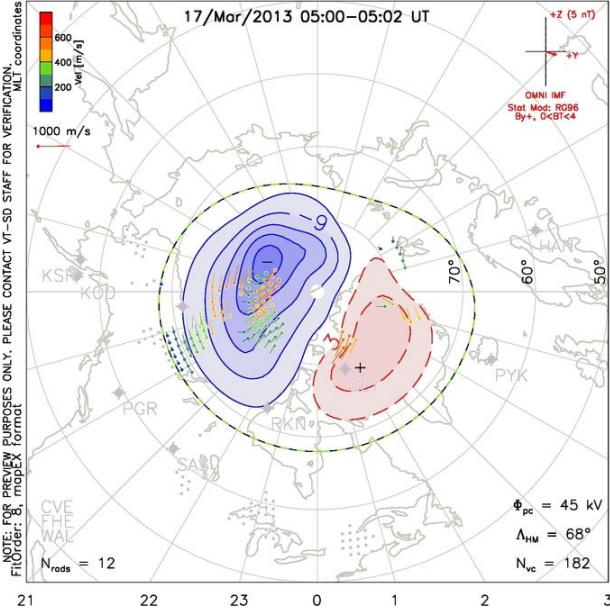 17/Mar/2013 05:00-05:02 UT
MLT coordinates
NOTE: FOR PREVIEW PURPOSES ONLY. PLEASE CONTACT VT-SD STAFF FOR VERIFICATION.
FitOrder: 8, mapEX format
600
400
200
Vel [m/s]
1000 m/s
+Z (5 nT)
+Y
OMNI IMF
Stat Mod: RG96
By+, 0<BT<4
-9
3
-
+
70°
60°
50°
HAN
KOD
PYK
PGR
RKN
CVE
FHE
WAL
Φpc = 45 kV
ΛHM = 68°
Nvc = 182
Nrads = 12
21 22 23 0 1 2 3